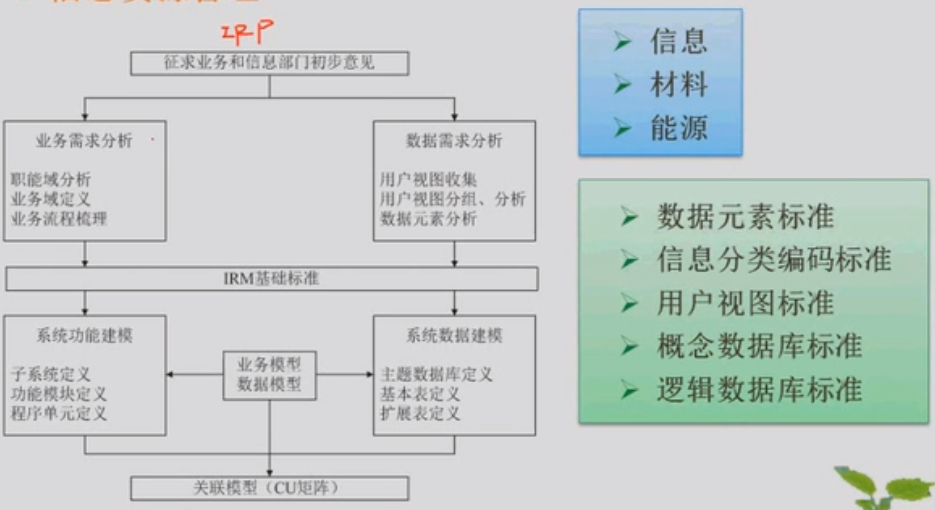 IRP
征求业务和信息部门初步意见
业务需求分析
职能域分析
业务域定义
业务流程梳理
数据需求分析
用户视图收集
用户视图分组、分析
数据元素分析
IRM基础标准
系统功能建模
子系统定义
功能模块定义
程序单元定义
业务模型
数据模型
系统数据建模
主题数据库定义
基本表定义
扩展表定义
关联模型（CU矩阵）
信息
材料
能源
数据元素标准
信息分类编码标准
用户视图标准
概念数据库标准
逻辑数据库标准